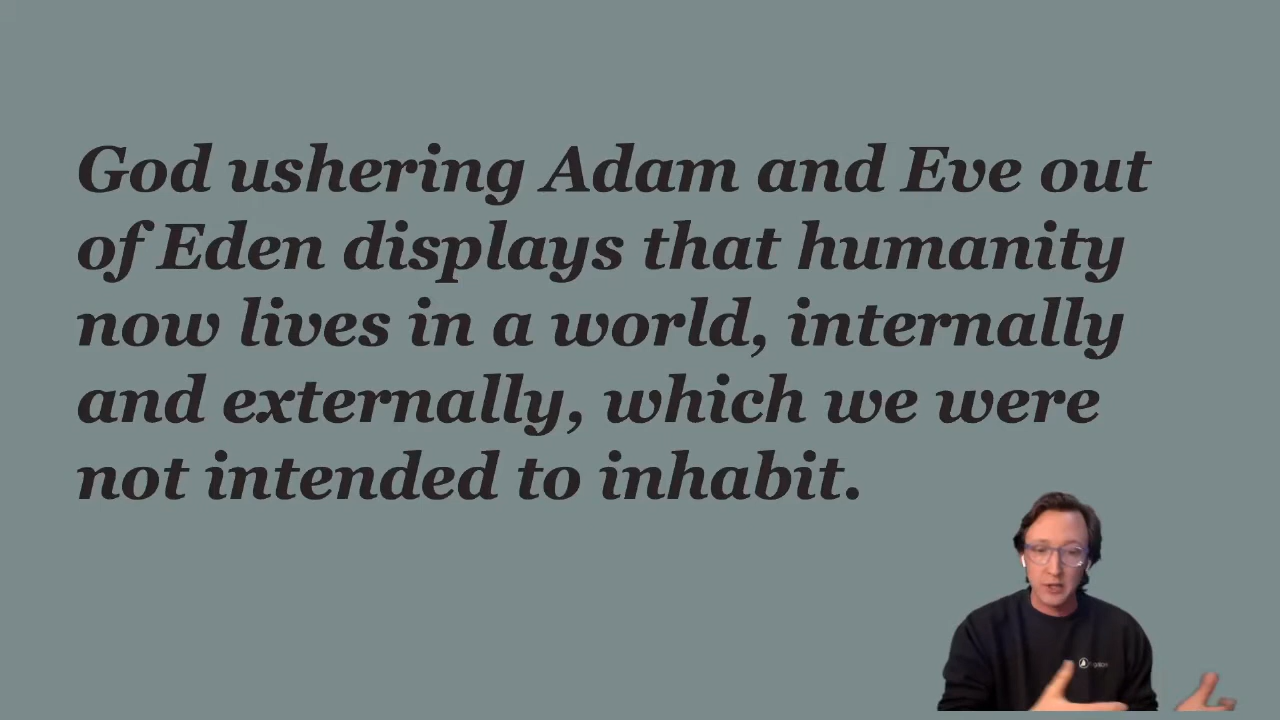 God ushering Adam and Eve out
of Eden displays that humanity
now lives in a world, internally
and externally, which we were
not intended to inhabit.